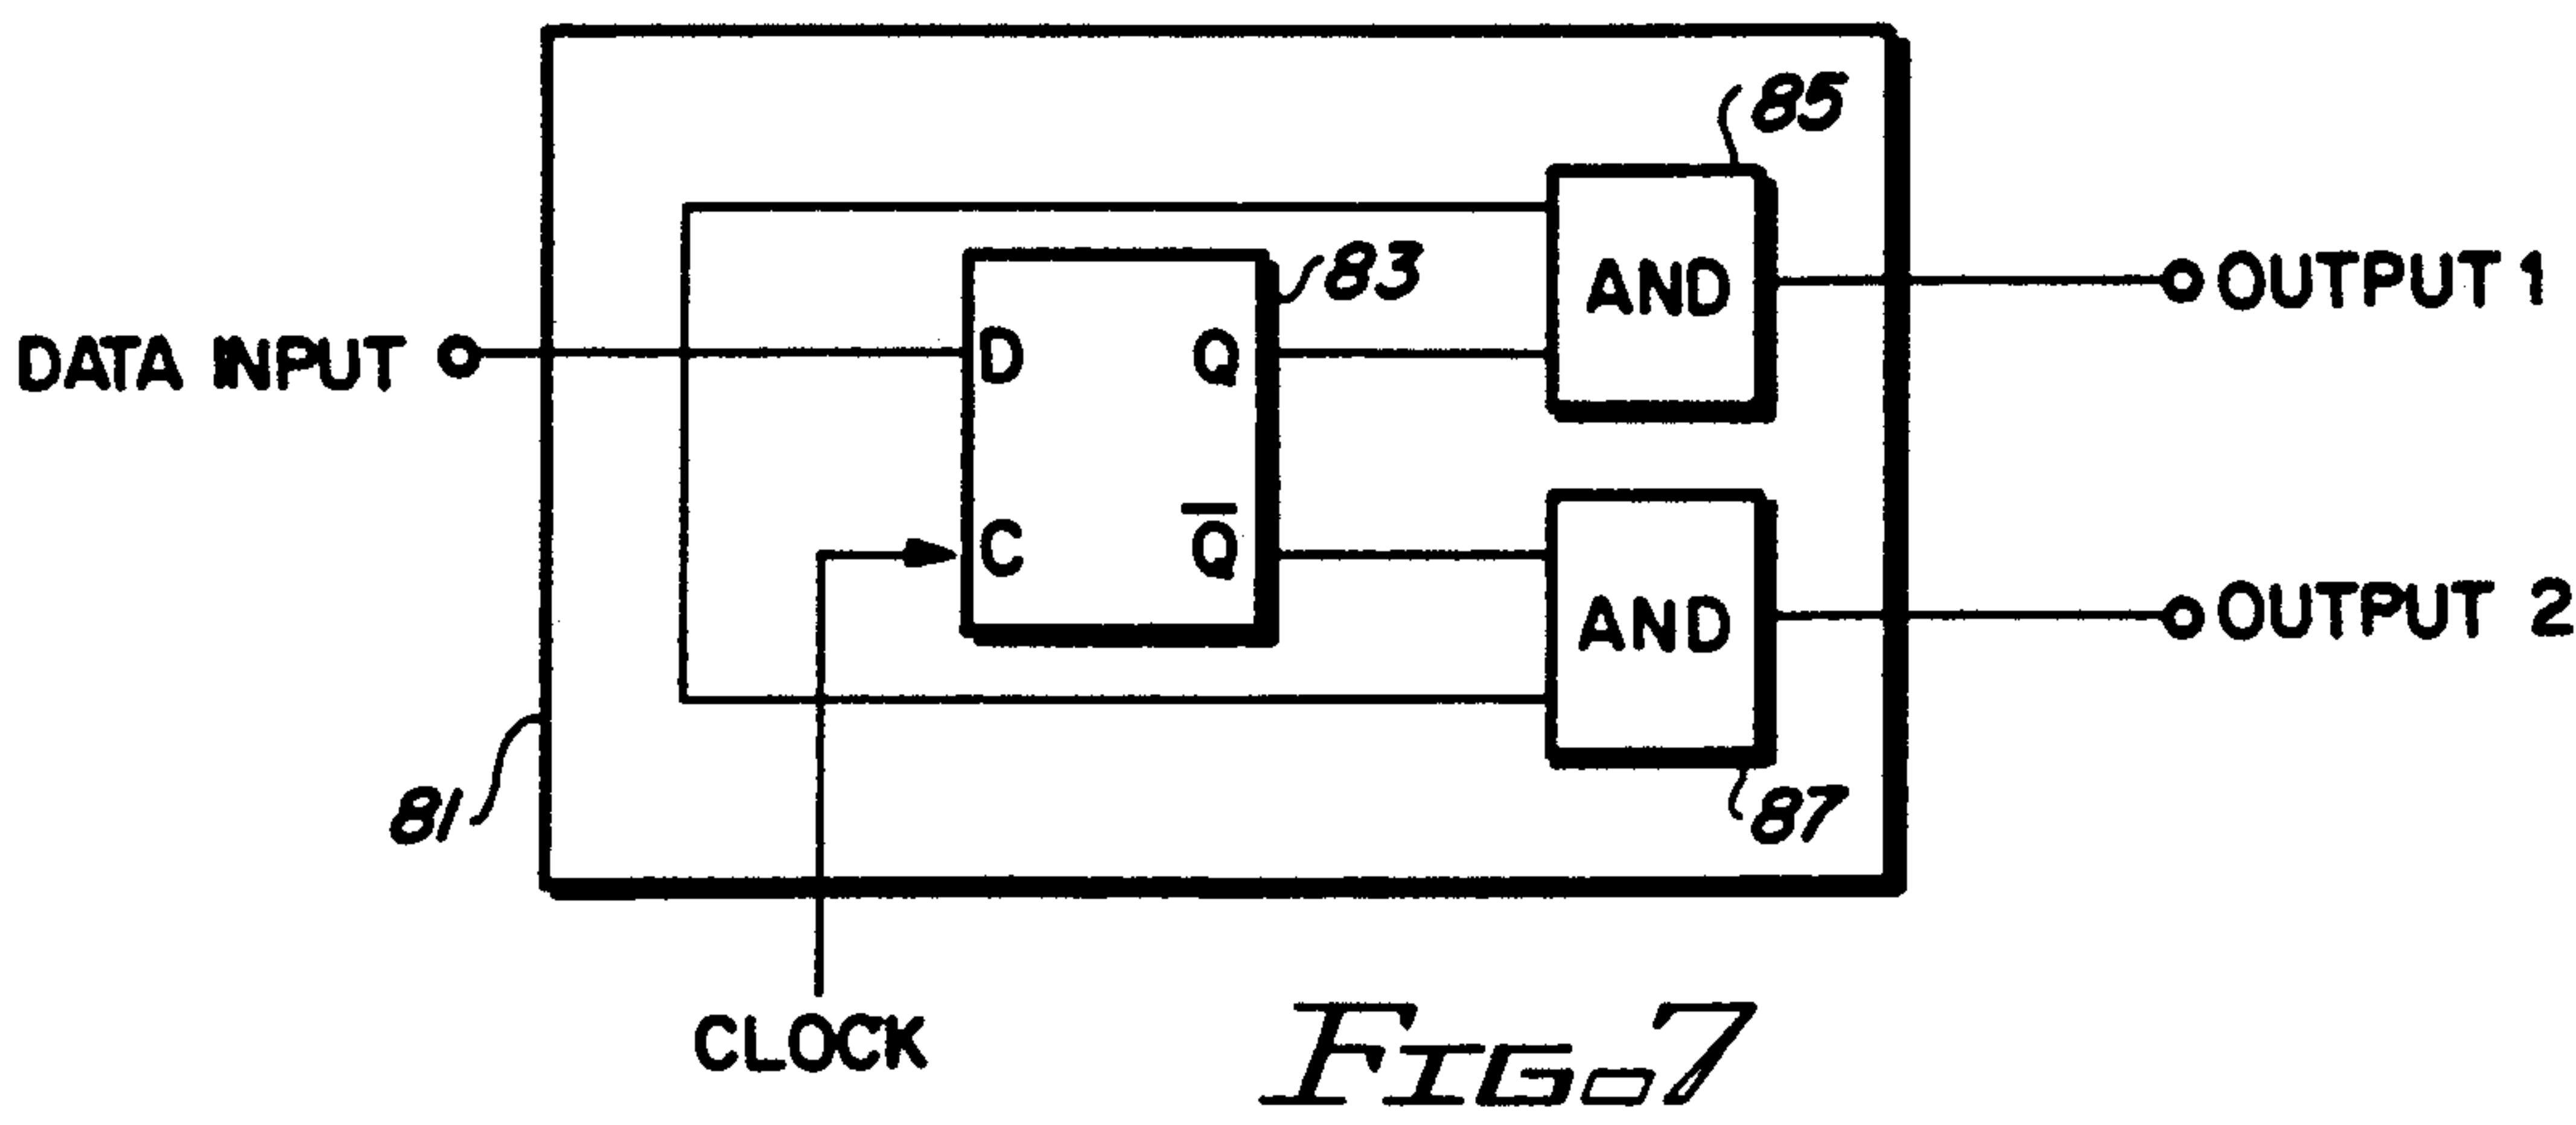 85
83
AND
OUTPUT 1
DATA INPUT
D
Q
C
Q̅
AND
OUTPUT 2
81
87
CLOCK
FIG. 7